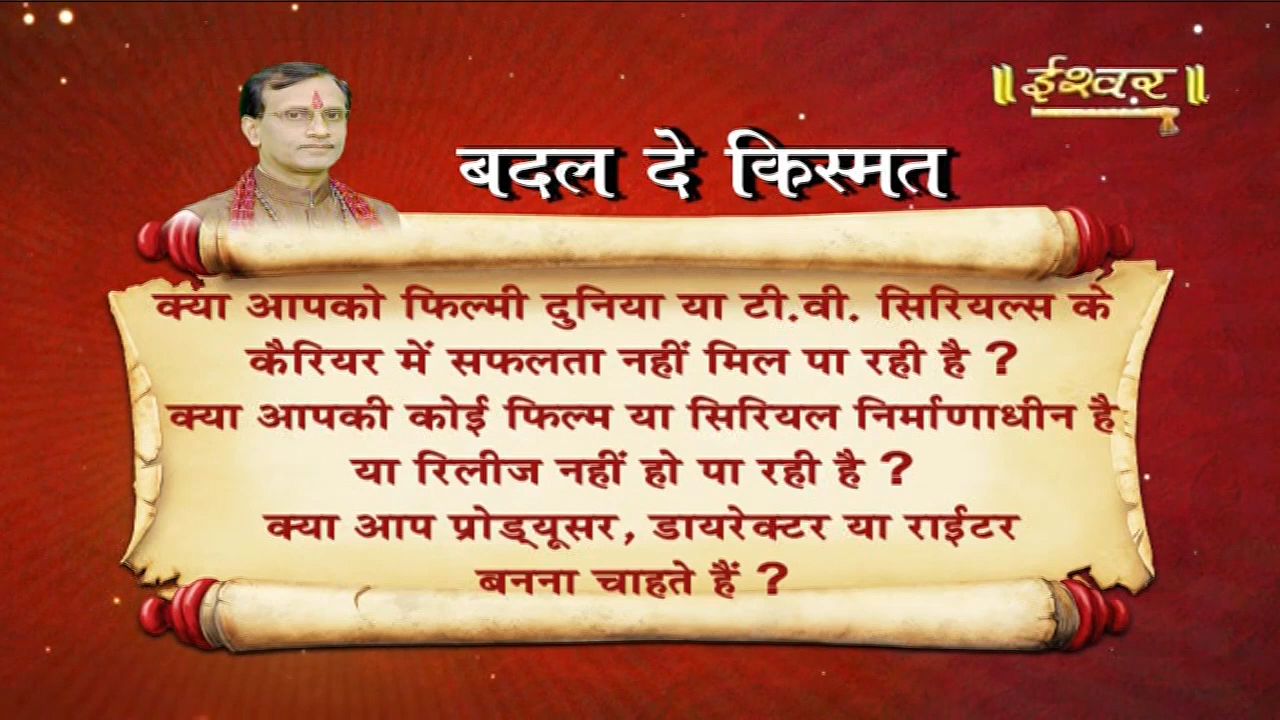 ॥ ईश्वर ॥
बदल दे किस्मत
क्या आपको फिल्मी दुनिया या टी.वी. सिरियल्स के
कैरियर में सफलता नहीं मिल पा रही है ?
क्या आपकी कोई फिल्म या सिरियल निर्माणाधीन है
या रिलीज नहीं हो पा रही है ?
क्या आप प्रोड्यूसर, डायरेक्टर या राईटर
बनना चाहते हैं ?